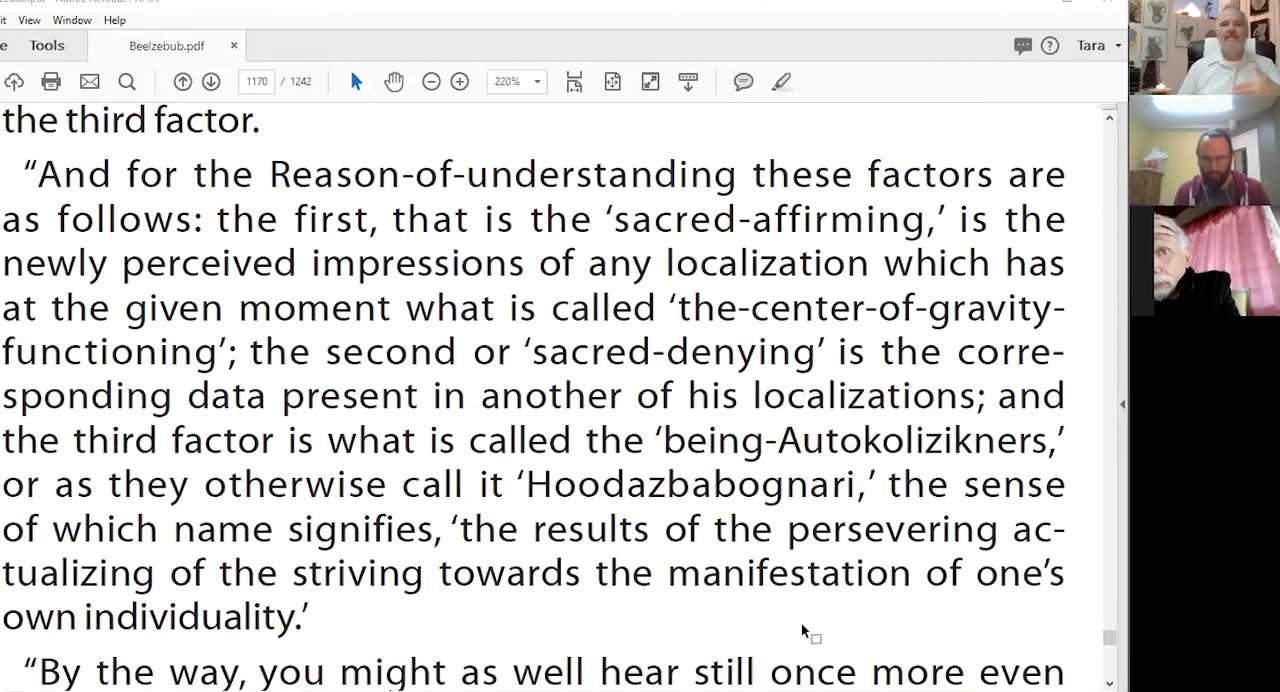 it View Window Help
e Tools Beelzebub.pdf × Tara
1170 / 1242 220%
the third factor.
“And for the Reason-of-understanding these factors are
as follows: the first, that is the ‘sacred-affirming,’ is the
newly perceived impressions of any localization which has
at the given moment what is called ‘the-center-of-gravity-
functioning’; the second or ‘sacred-denying’ is the corre-
sponding data present in another of his localizations; and
the third factor is what is called the ‘being-Autokolizikners,’
or as they otherwise call it ‘Hoodazbabognari,’ the sense
of which name signifies, ‘the results of the persevering ac-
tualizing of the striving towards the manifestation of one’s
own individuality.’
“By the way, you might as well hear still once more even